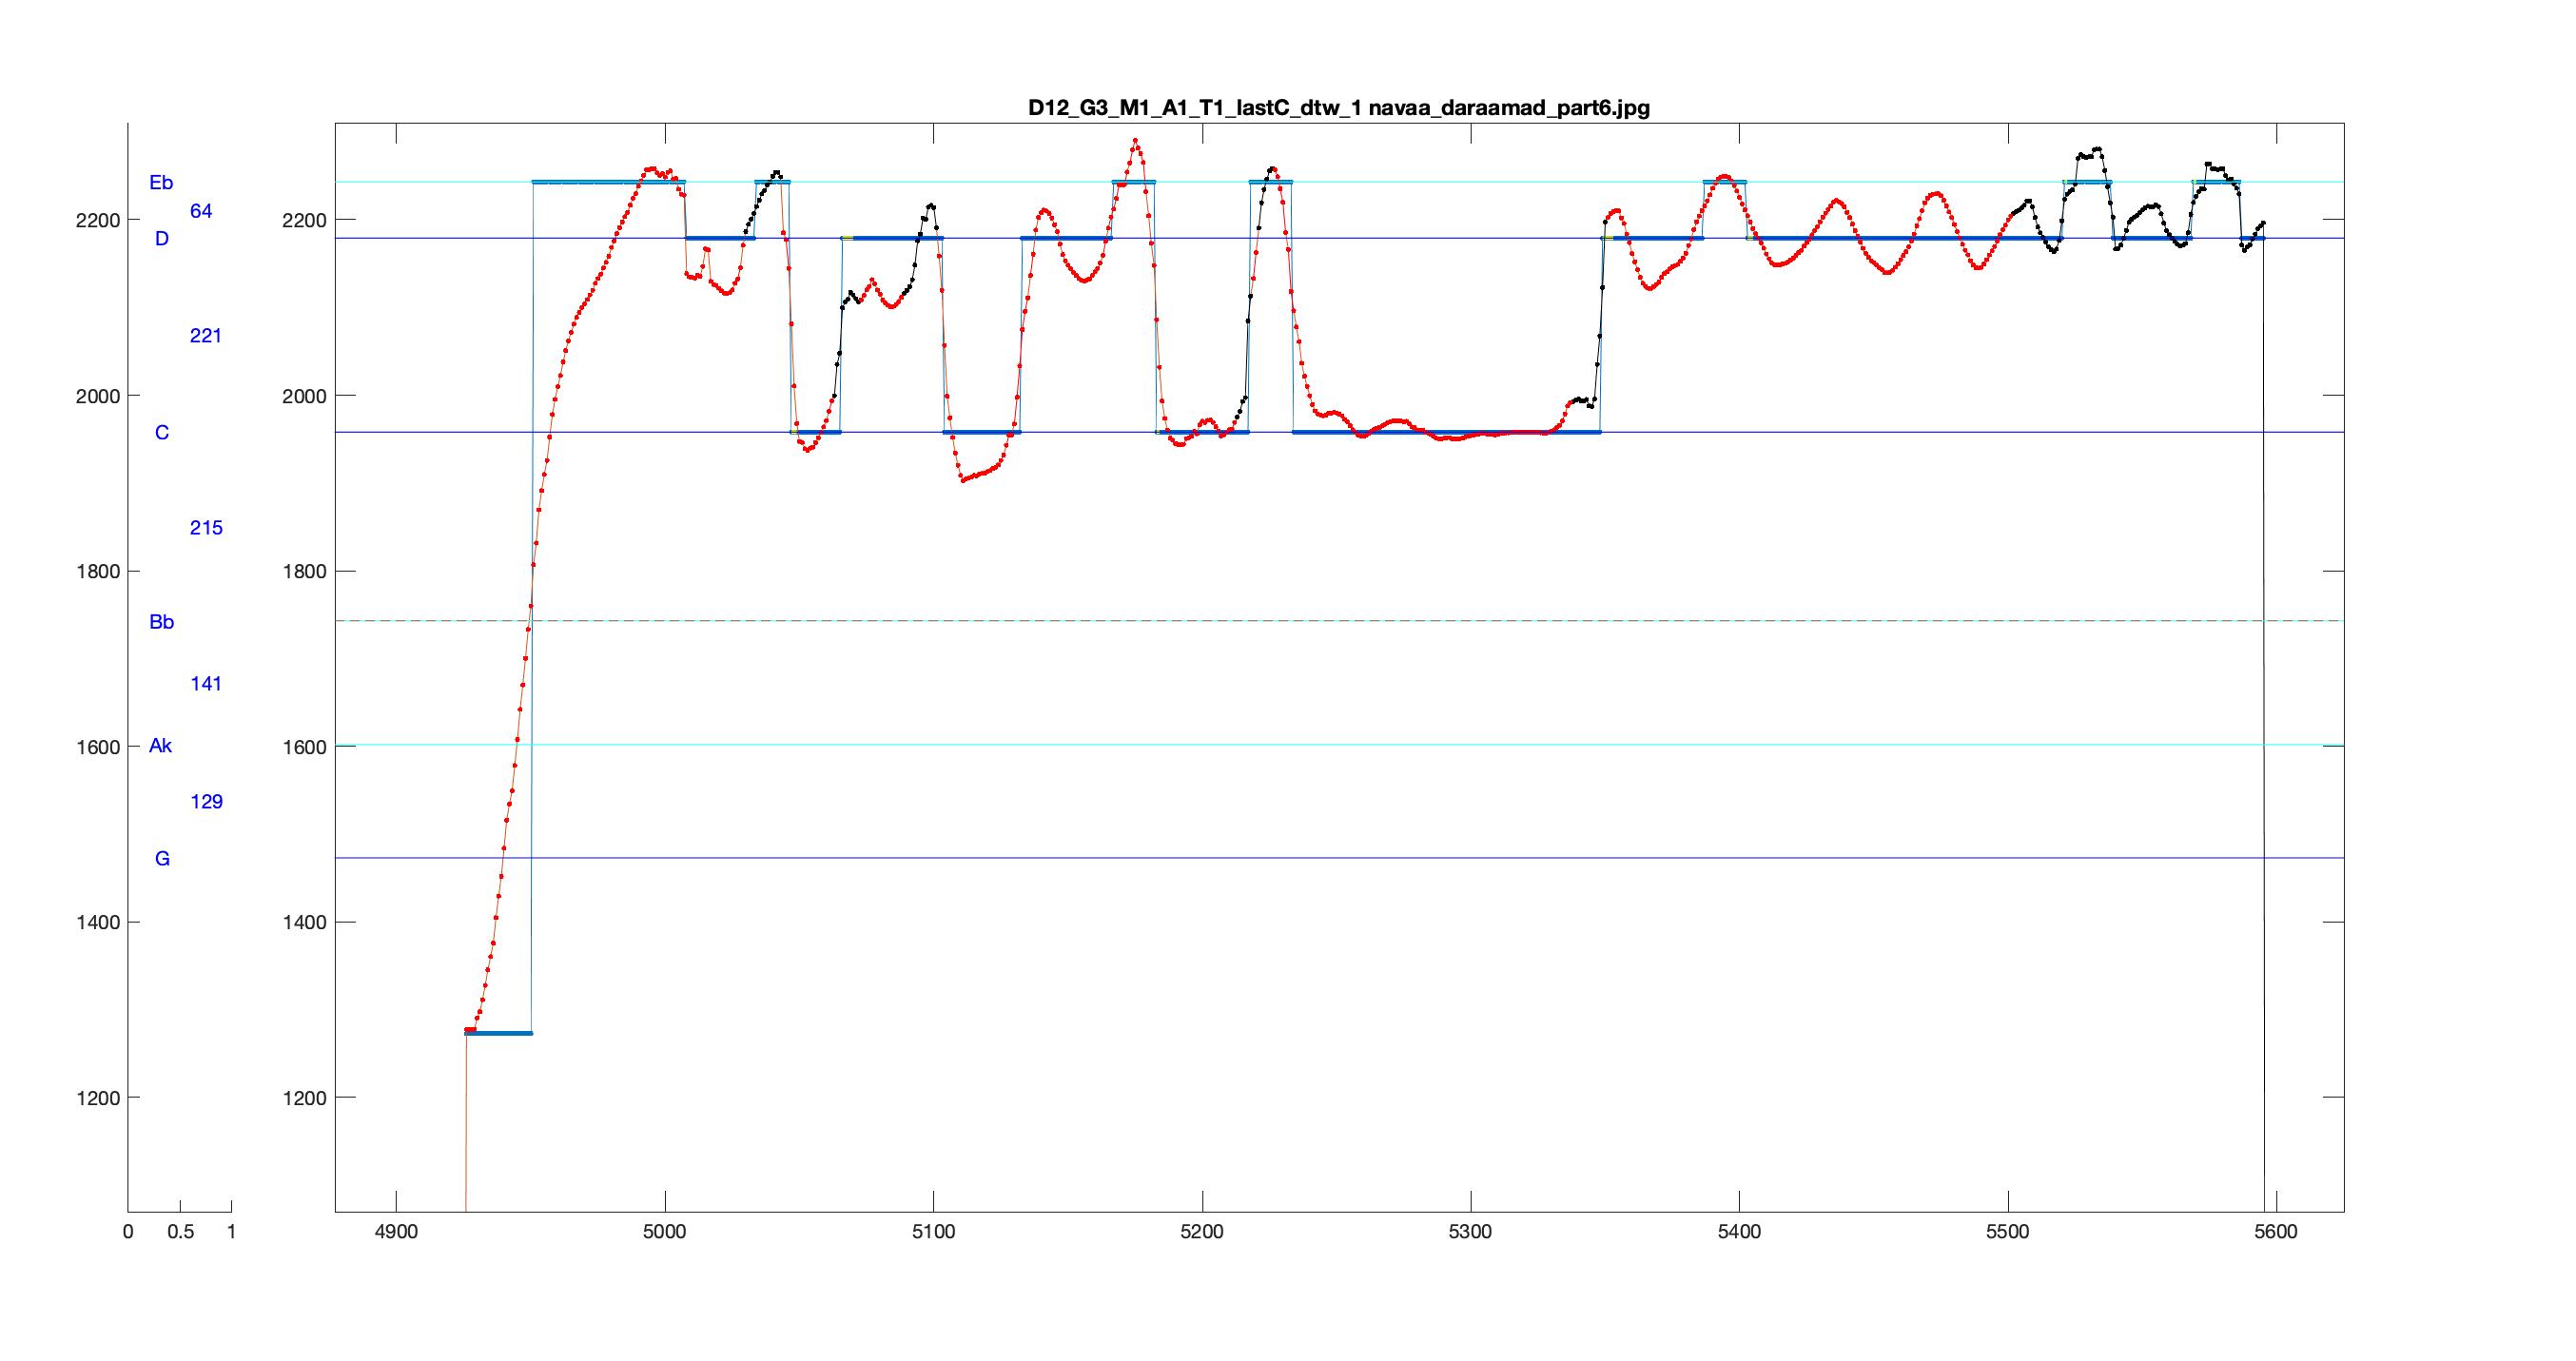 D12_G3_M1_A1_T1_lastC_dtw_1 navaa_daraamad_part6.jpg
Eb
64
2200 2200
D
221
2000 2000
C
215
1800 1800
Bb
141
1600 Ak 1600
129
G
1400 1400
1200 1200
0 0.5 1 4900 5000 5100 5200 5300 5400 5500 5600